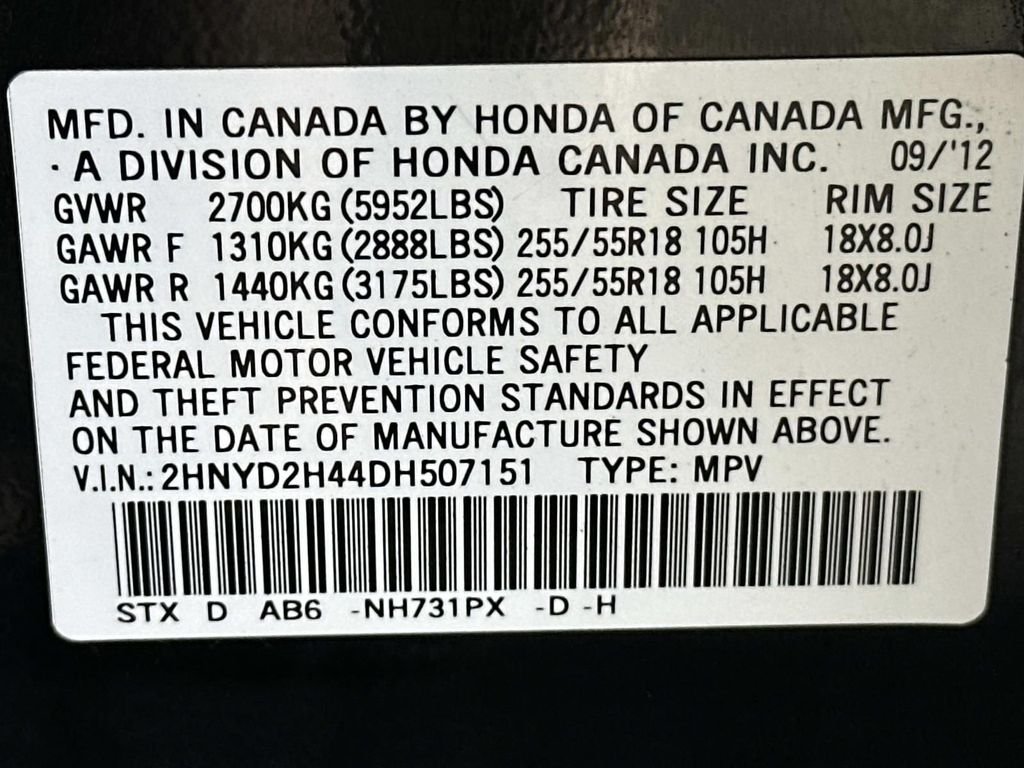 MFD. IN CANADA BY HONDA OF CANADA MFG.,
· A DIVISION OF HONDA CANADA INC. 09/'12
GVWR 2700KG (5952LBS) TIRE SIZE RIM SIZE
GAWR F 1310KG (2888LBS) 255/55R18 105H 18X8.0J
GAWR R 1440KG (3175LBS) 255/55R18 105H 18X8.0J
THIS VEHICLE CONFORMS TO ALL APPLICABLE
FEDERAL MOTOR VEHICLE SAFETY
AND THEFT PREVENTION STANDARDS IN EFFECT
ON THE DATE OF MANUFACTURE SHOWN ABOVE.
V.I.N.: 2HNYD2H44DH507151 TYPE: MPV
STX D AB6 -NH731PX -D -H